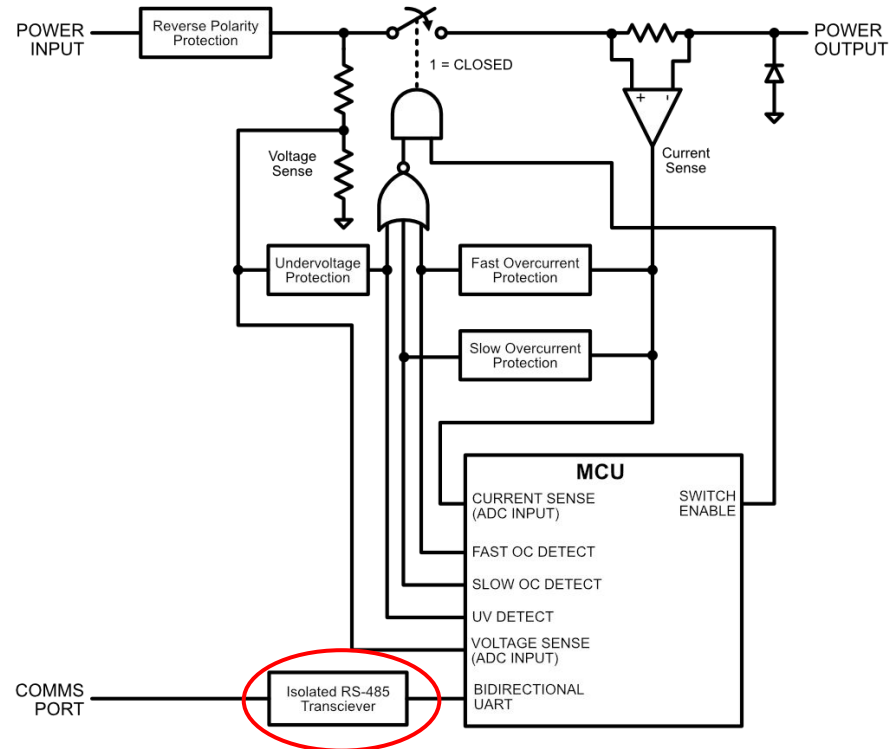 POWER
INPUT
Reverse Polarity
Protection
POWER
OUTPUT
1 = CLOSED
+ -
Voltage
Sense
Current
Sense
Undervoltage
Protection
Fast Overcurrent
Protection
Slow Overcurrent
Protection
MCU
CURRENT SENSE
(ADC INPUT)
SWITCH
ENABLE
FAST OC DETECT
SLOW OC DETECT
UV DETECT
VOLTAGE SENSE
(ADC INPUT)
COMMS
PORT
Isolated RS-485
Transciever
BIDIRECTIONAL
UART